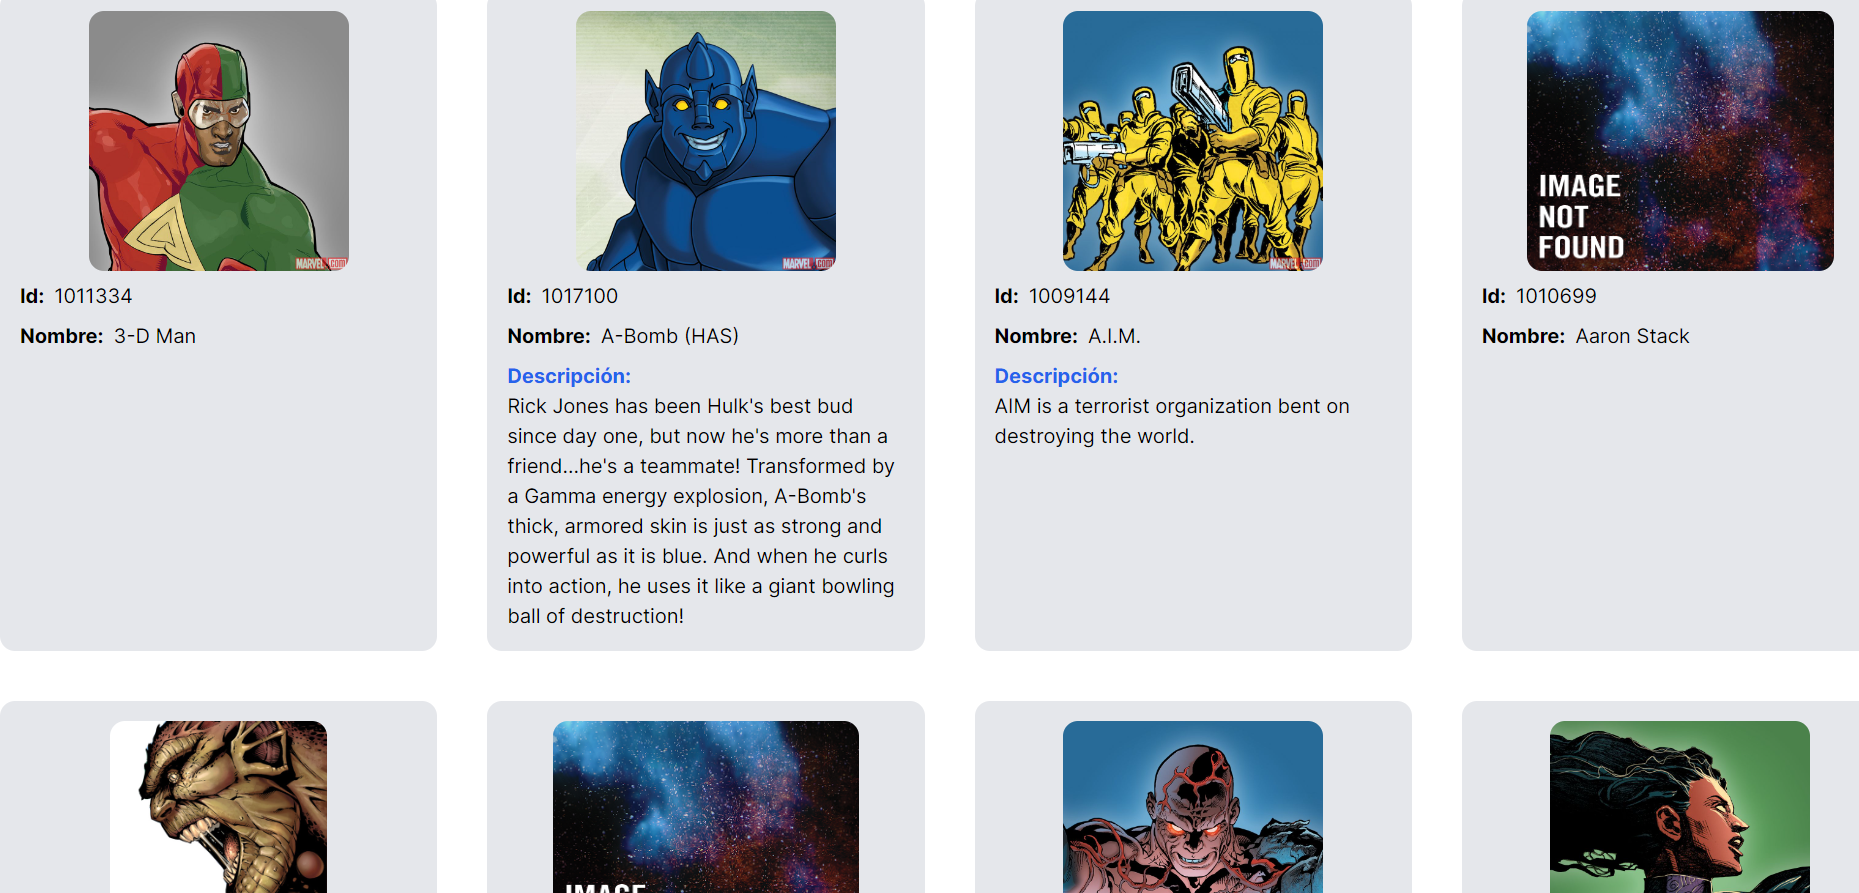 MARVEL.COM
MARVEL.COM
MARVEL.COM
IMAGE
NOT
FOUND
Id: 1011334
Nombre: 3-D Man
Id: 1017100
Nombre: A-Bomb (HAS)
Descripción:
Rick Jones has been Hulk's best bud
since day one, but now he's more than a
friend...he's a teammate! Transformed by
a Gamma energy explosion, A-Bomb's
thick, armored skin is just as strong and
powerful as it is blue. And when he curls
into action, he uses it like a giant bowling
ball of destruction!
Id: 1009144
Nombre: A.I.M.
Descripción:
AIM is a terrorist organization bent on
destroying the world.
Id: 1010699
Nombre: Aaron Stack
IMAGE